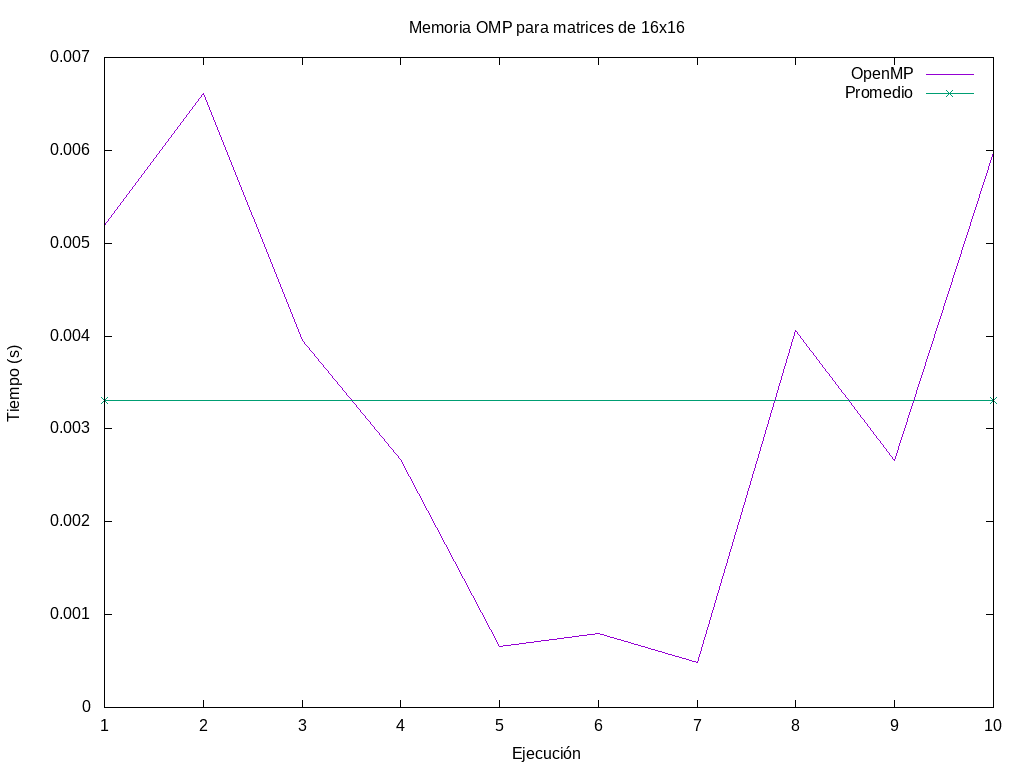 Memoria OMP para matrices de 16x16
OpenMP
Promedio
Tiempo (s)
0.007
0.006
0.005
0.004
0.003
0.002
0.001
0
1 2 3 4 5 6 7 8 9 10
Ejecución